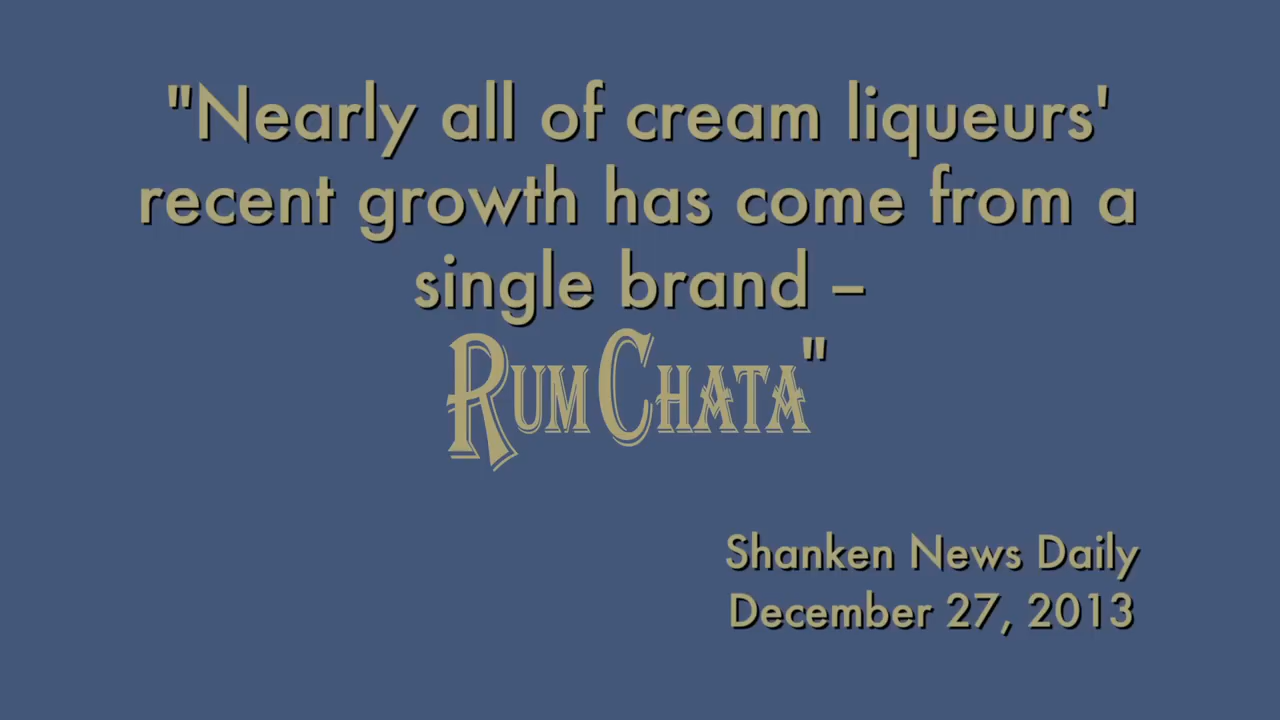 "Nearly all of cream liqueurs'
recent growth has come from a
single brand –
RumChata"
Shanken News Daily
December 27, 2013